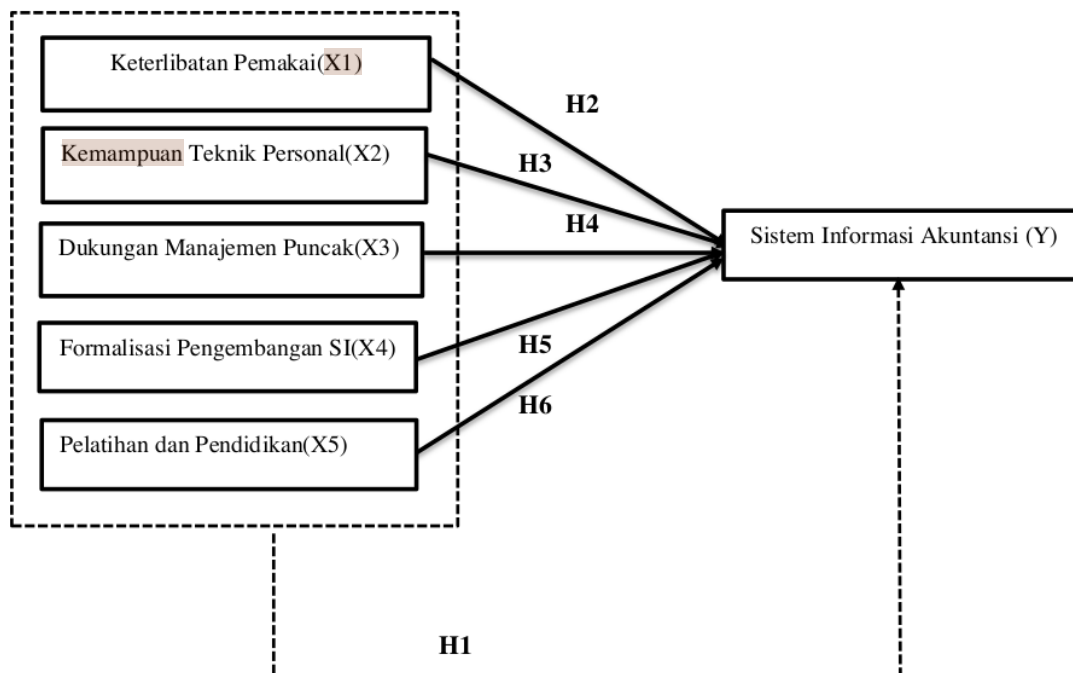 Keterlibatan Pemakai(X1)
H2
Kemampuan Teknik Personal(X2)
H3
H4
Dukungan Manajemen Puncak(X3)
Sistem Informasi Akuntansi (Y)
Formalisasi Pengembangan SI(X4)
H5
H6
Pelatihan dan Pendidikan(X5)
H1